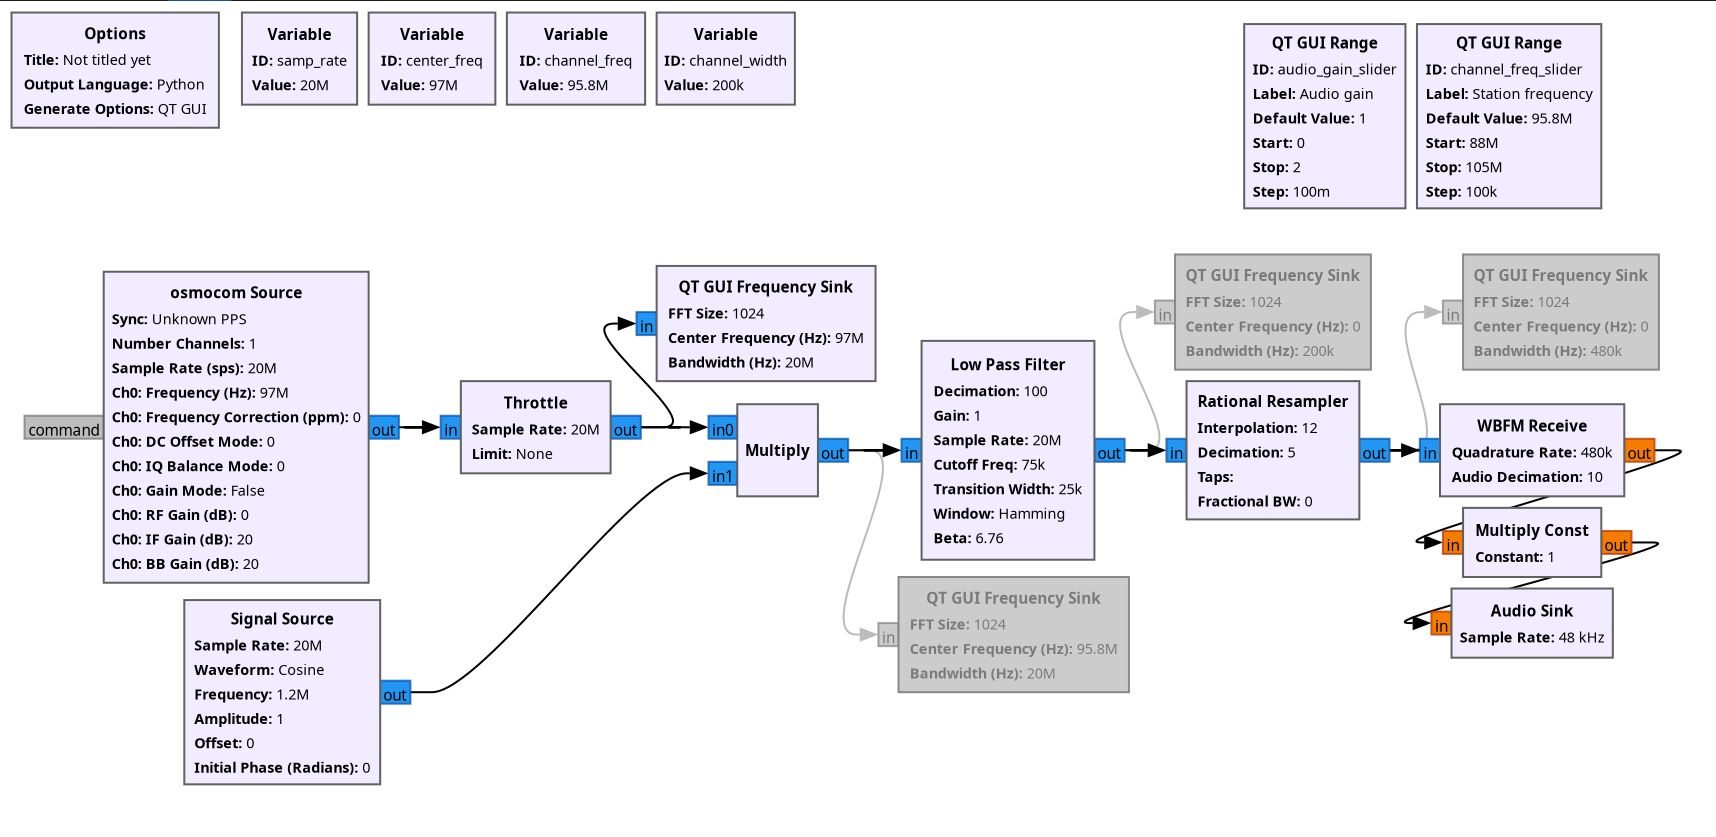 Options
Title: Not titled yet
Output Language: Python
Generate Options: QT GUI
Variable
ID: samp_rate
Value: 20M
Variable
ID: center_freq
Value: 97M
Variable
ID: channel_freq
Value: 95.8M
Variable
ID: channel_width
Value: 200k
QT GUI Range
ID: audio_gain_slider
Label: Audio gain
Default Value: 1
Start: 0
Stop: 2
Step: 100m
QT GUI Range
ID: channel_freq_slider
Label: Station frequency
Default Value: 95.8M
Start: 88M
Stop: 105M
Step: 100k
command
osmocom Source
Sync: Unknown PPS
Number Channels: 1
Sample Rate (sps): 20M
Ch0: Frequency (Hz): 97M
Ch0: Frequency Correction (ppm): 0
Ch0: DC Offset Mode: 0
Ch0: IQ Balance Mode: 0
Ch0: Gain Mode: False
Ch0: RF Gain (dB): 0
Ch0: IF Gain (dB): 20
Ch0: BB Gain (dB): 20
out
Signal Source
Sample Rate: 20M
Waveform: Cosine
Frequency: 1.2M
Amplitude: 1
Offset: 0
Initial Phase (Radians): 0
out
in
Throttle
Sample Rate: 20M
Limit: None
out
in
QT GUI Frequency Sink
FFT Size: 1024
Center Frequency (Hz): 97M
Bandwidth (Hz): 20M
in0
in1
Multiply
out
in
QT GUI Frequency Sink
FFT Size: 1024
Center Frequency (Hz): 95.8M
Bandwidth (Hz): 20M
in
Low Pass Filter
Decimation: 100
Gain: 1
Sample Rate: 20M
Cutoff Freq: 75k
Transition Width: 25k
Window: Hamming
Beta: 6.76
out
in
QT GUI Frequency Sink
FFT Size: 1024
Center Frequency (Hz): 0
Bandwidth (Hz): 200k
in
Rational Resampler
Interpolation: 12
Decimation: 5
Taps:
Fractional BW: 0
out
in
QT GUI Frequency Sink
FFT Size: 1024
Center Frequency (Hz): 0
Bandwidth (Hz): 480k
in
WBFM Receive
Quadrature Rate: 480k
Audio Decimation: 10
out
in
Multiply Const
Constant: 1
out
in
Audio Sink
Sample Rate: 48 kHz